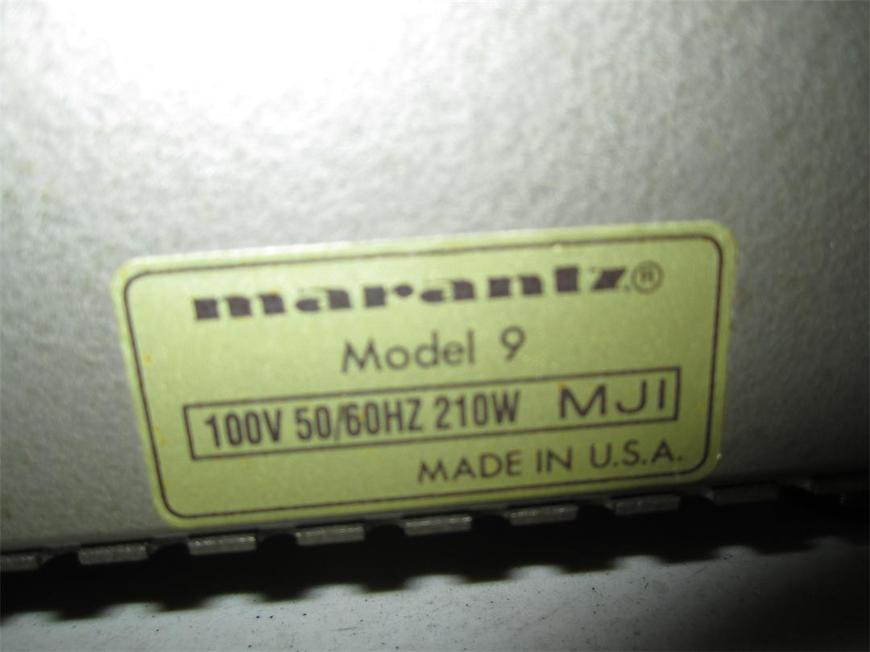 marantz®
Model 9
100V 50/60HZ 210W MJI
MADE IN U.S.A.